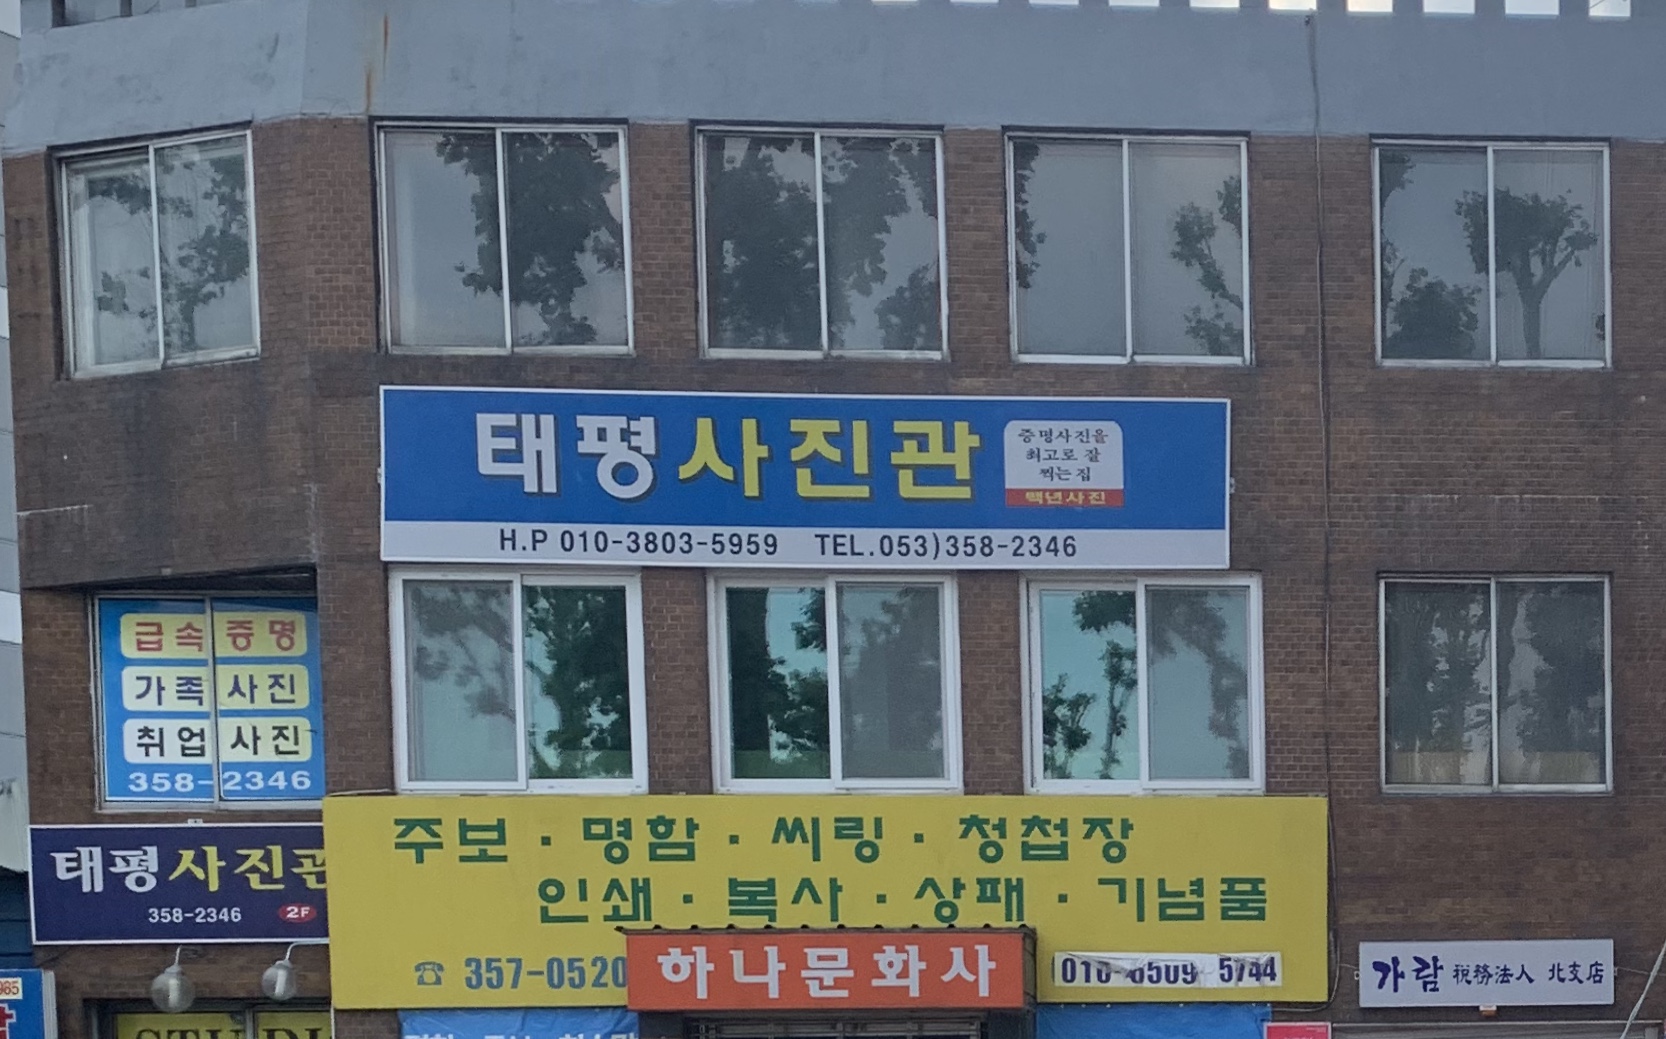 태평사진관
증명사진을
최고로 잘
찍는 집
백년사진
H.P 010-3803-5959 TEL.053)358-2346
급속증명
가족사진
취업사진
358-2346
태평사진관
358-2346 2F
주보·명함·씨링·청첩장
인쇄·복사·상패·기념품
☎ 357-0520
하나문화사
010-6509-5744
가람 稅務法人 北支店
985